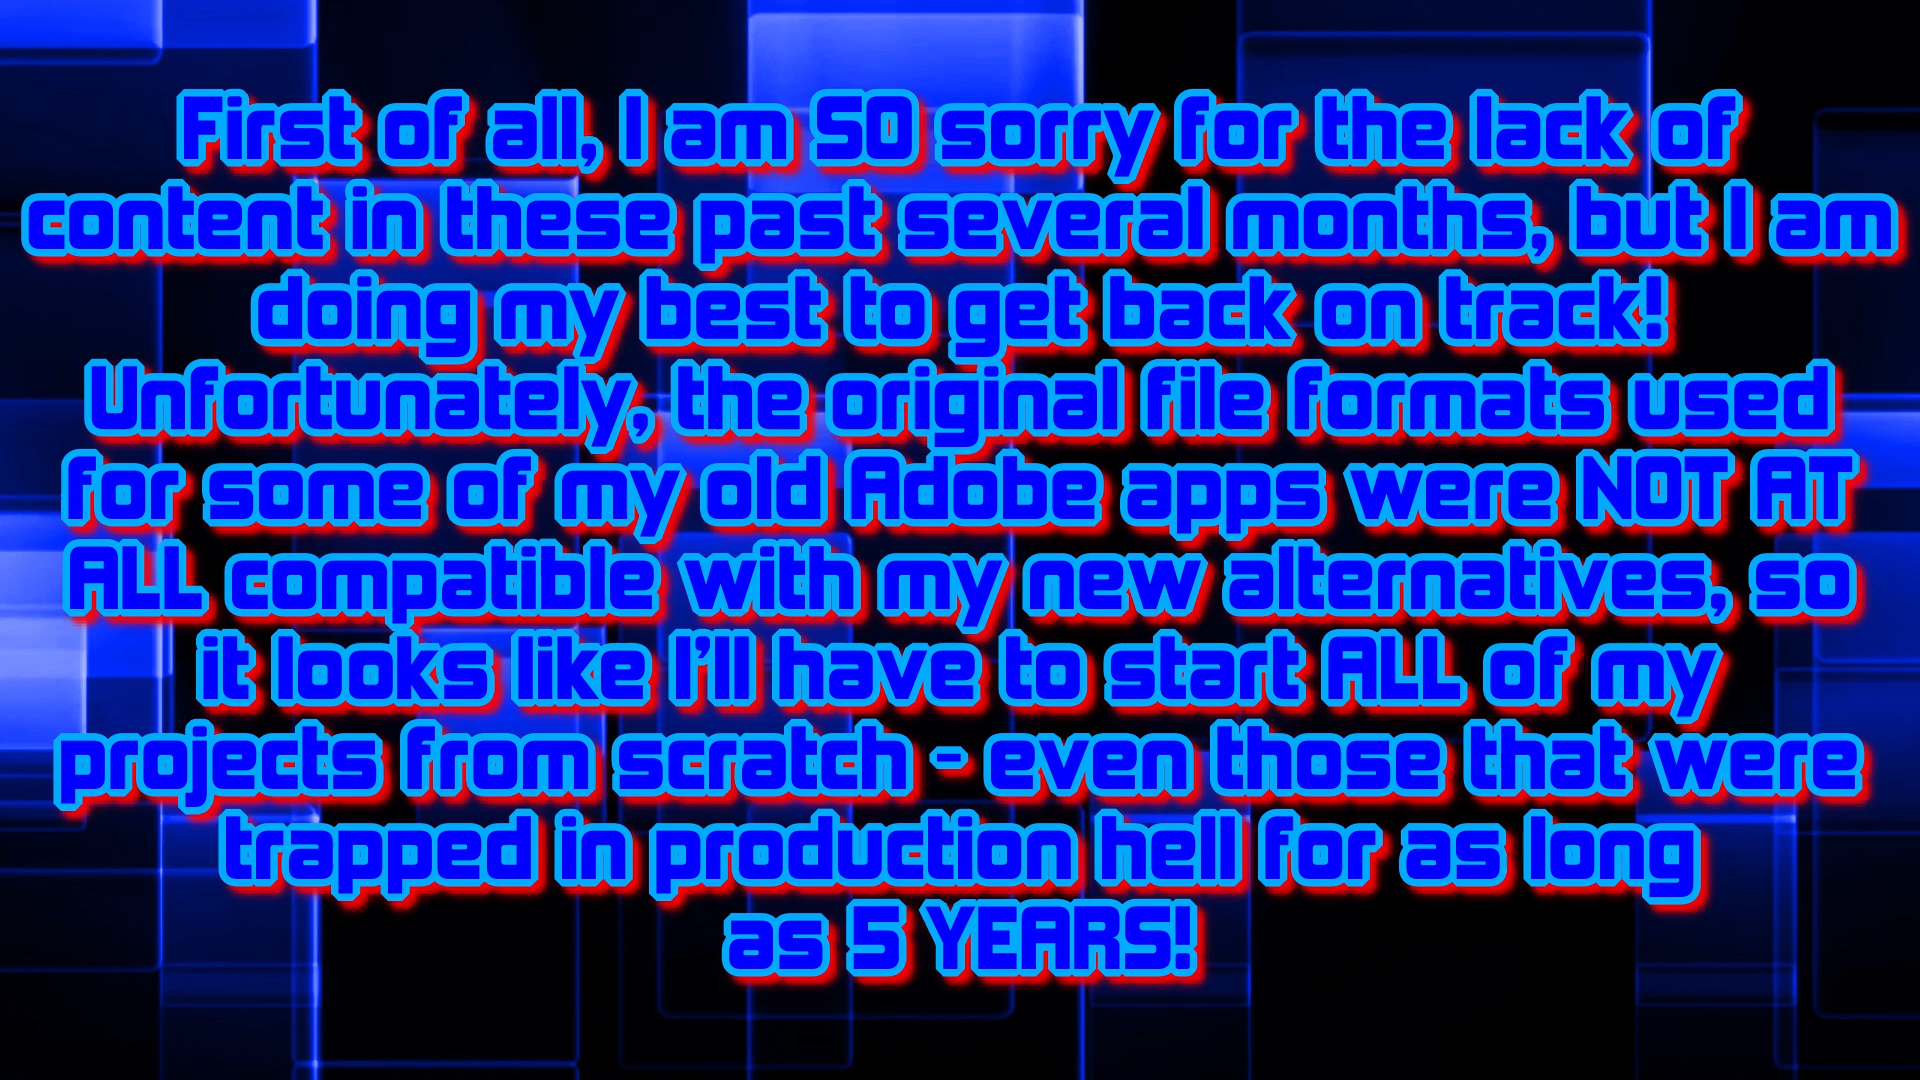 First of all, I am SO sorry for the lack of
content in these past several months, but I am
doing my best to get back on track!
Unfortunately, the original file formats used
for some of my old Adobe apps were NOT AT
ALL compatible with my new alternatives, so
it looks like I’ll have to start ALL of my
projects from scratch - even those that were
trapped in production hell for as long
as 5 YEARS!